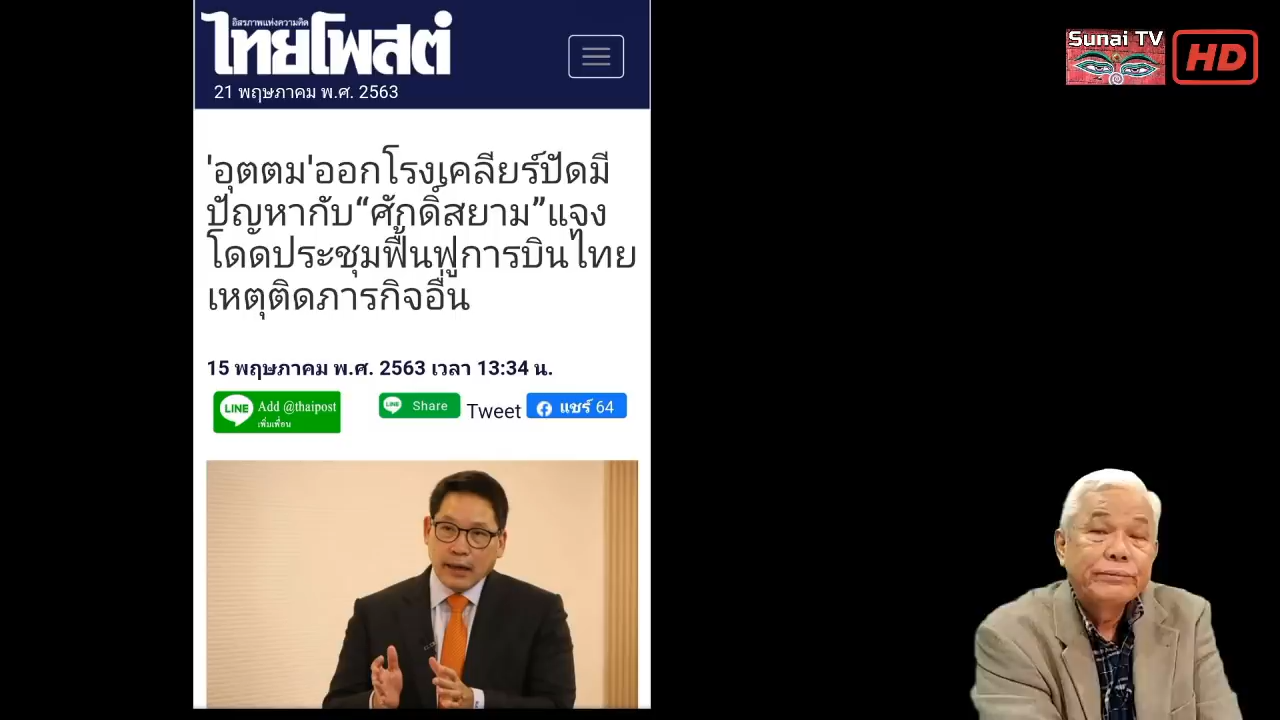 อิสรภาพแห่งความคิด
ไทยโพสต์
21 พฤษภาคม พ.ศ. 2563
'อุตตม'ออกโรงเคลียร์ปัดมี
ปัญหากับ“ศักดิ์สยาม”แจง
โดดประชุมฟื้นฟูการบินไทย
เหตุติดภารกิจอื่น
15 พฤษภาคม พ.ศ. 2563 เวลา 13:34 น.
LINE Add @thaipost
เพิ่มเพื่อน
LINE Share
Tweet
แชร์ 64
Sunai TV
HD